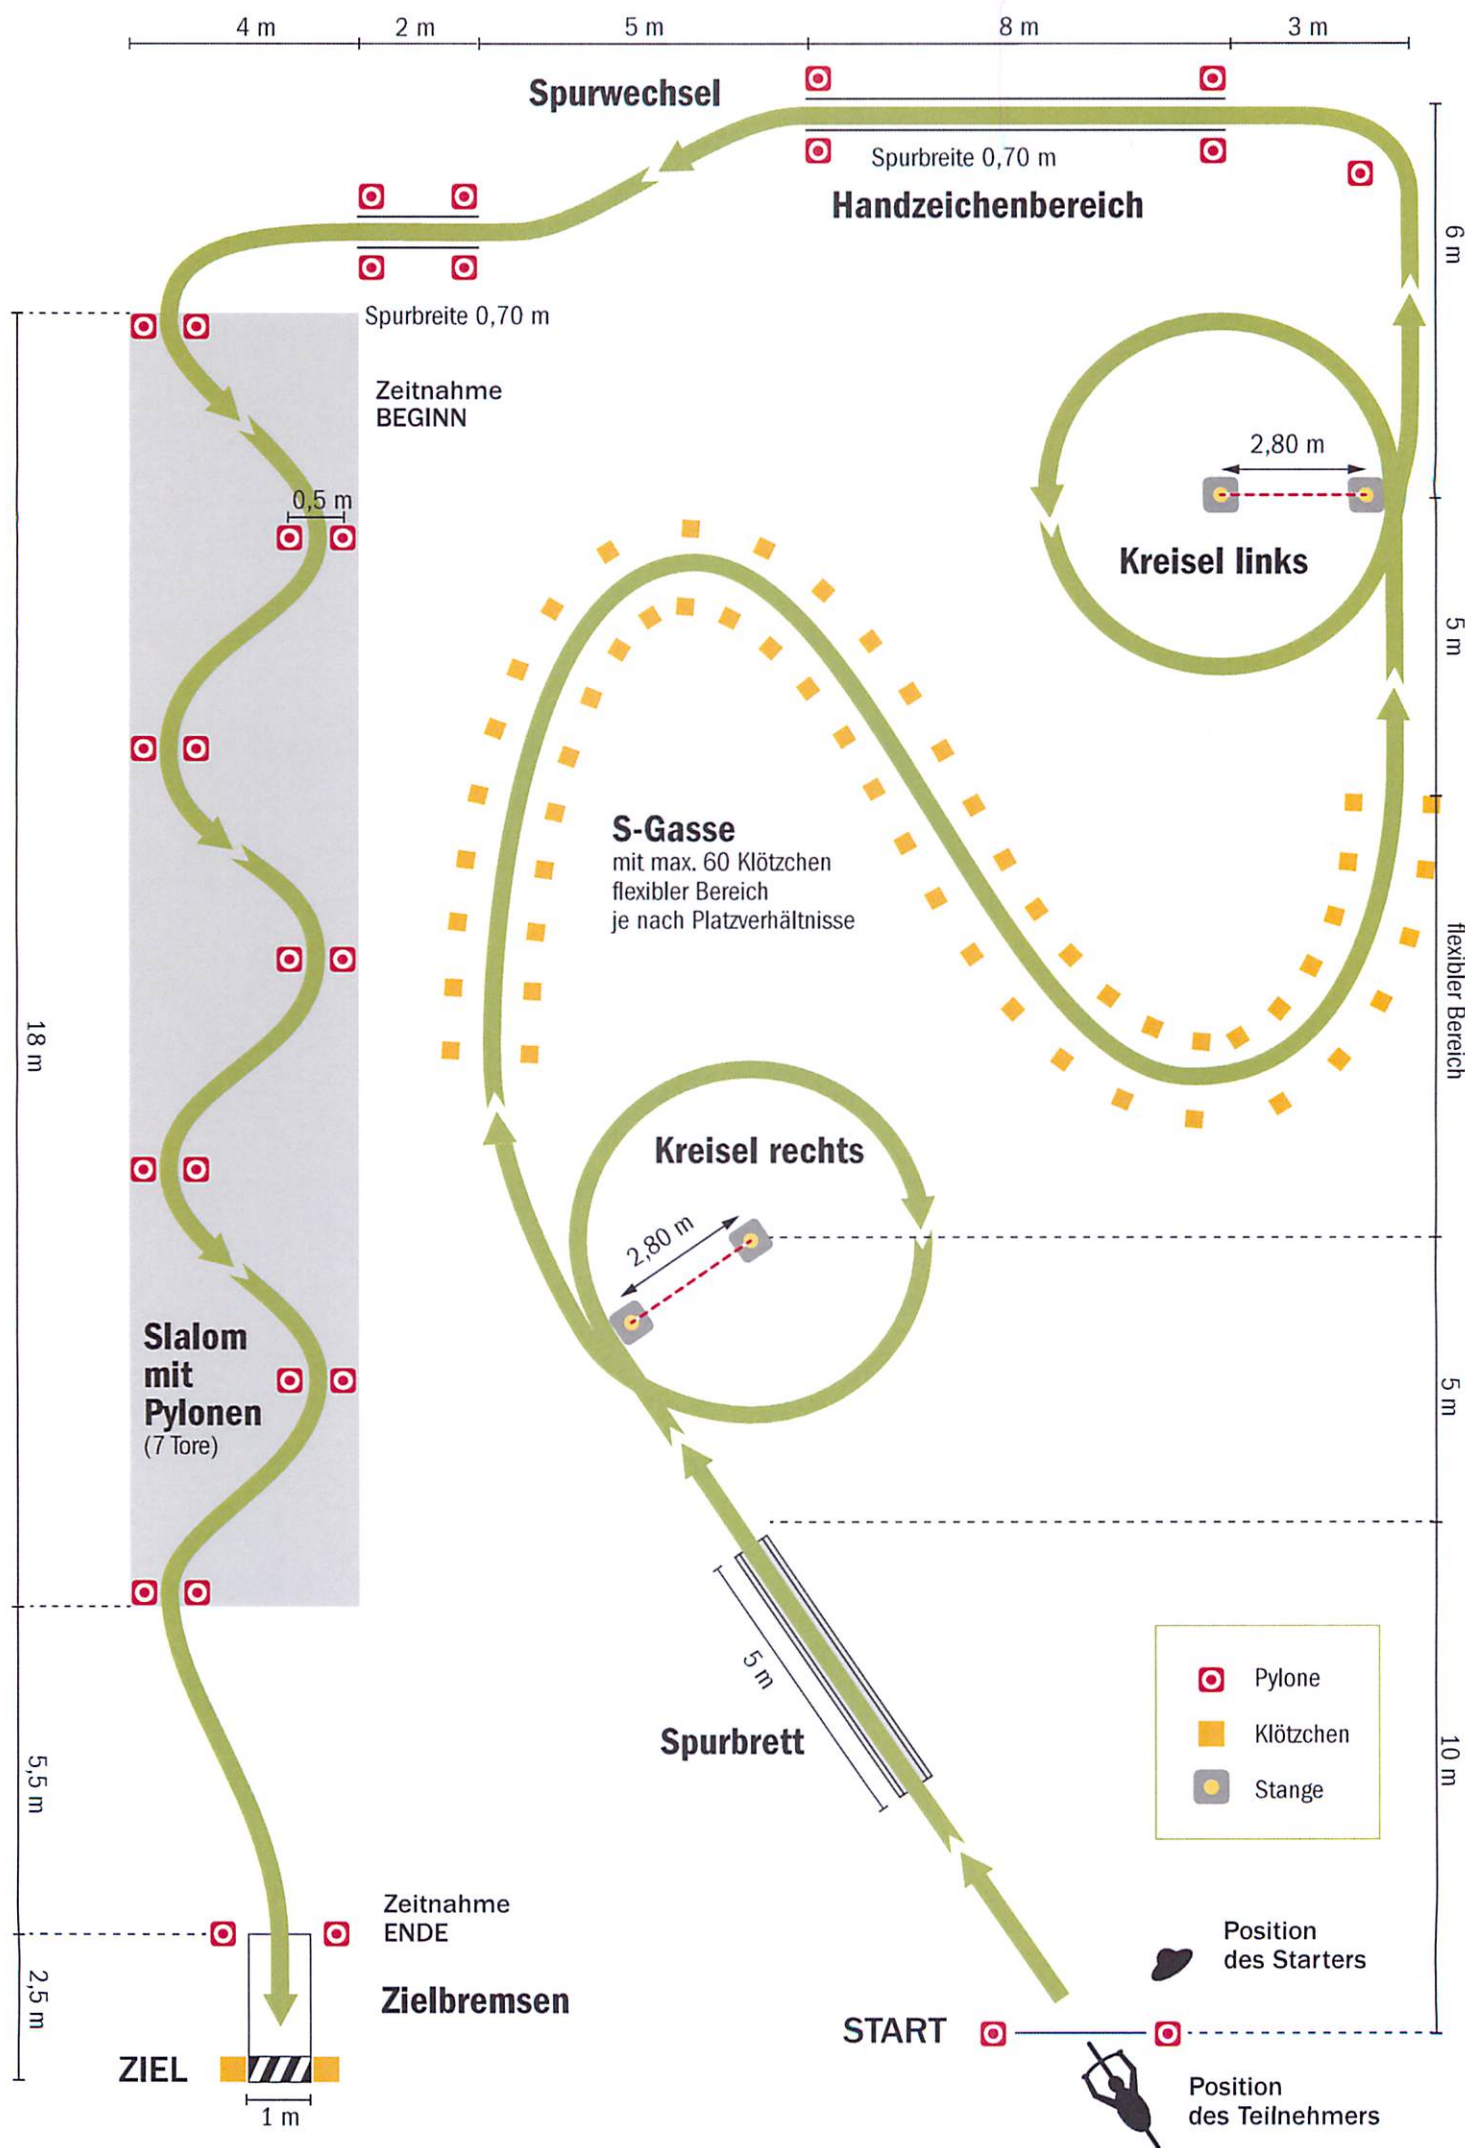 4 m
2 m
5 m
8 m
3 m
Spurwechsel
Spurbreite 0,70 m
Handzeichenbereich
6 m
Spurbreite 0,70 m
Zeitnahme
BEGINN
2,80 m
0,5 m
Kreisel links
5 m
S-Gasse
mit max. 60 Klötzchen
flexibler Bereich
je nach Platzverhältnisse
flexibler Bereich
18 m
Kreisel rechts
2,80 m
Slalom
mit
Pylonen
(7 Tore)
5 m
5 m
Spurbrett
Pylone
Klötzchen
Stange
10 m
5,5 m
Zeitnahme
ENDE
Position
des Starters
2,5 m
Zielbremsen
START
ZIEL
1 m
Position
des Teilnehmers